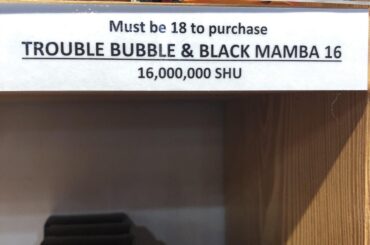 Must be 18 to purchase
TROUBLE BUBBLE & BLACK MAMBA 16
16,000,000 SHU